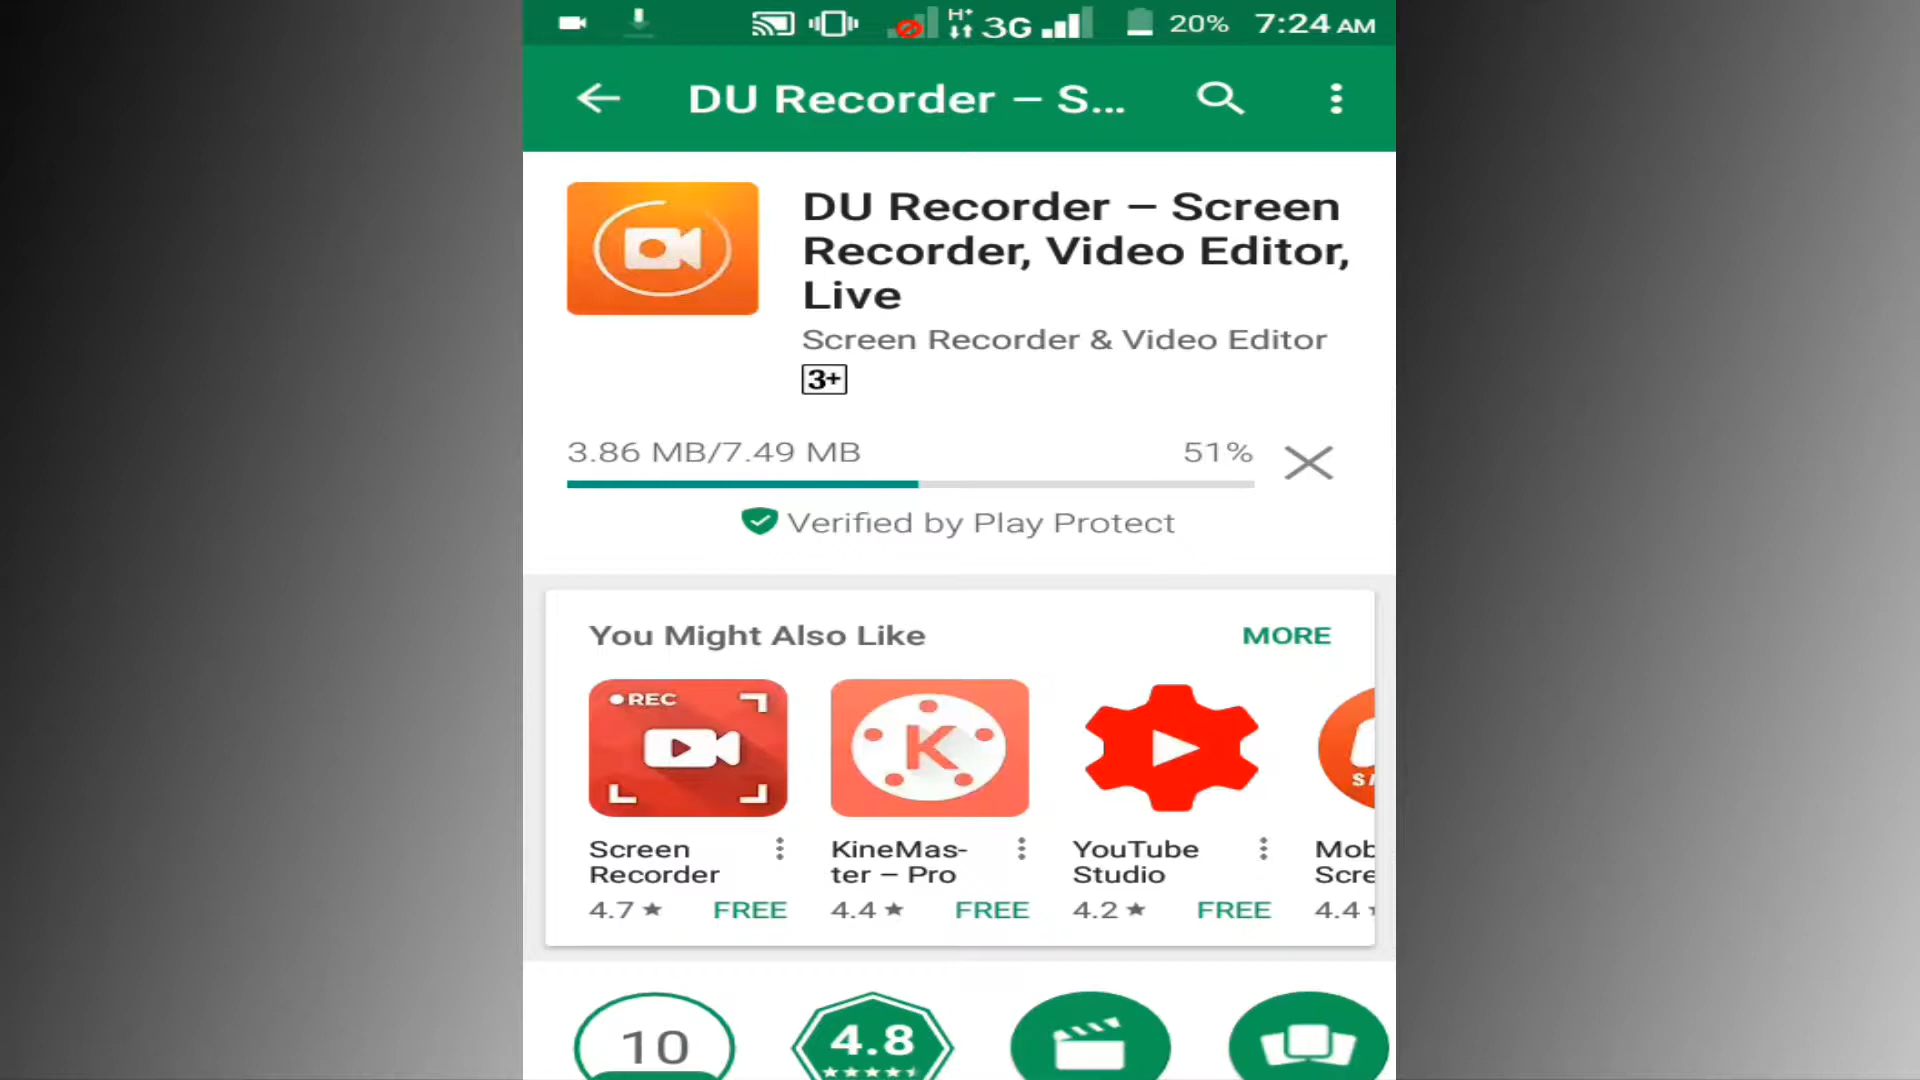 H+ 3G 20% 7:24 AM
DU Recorder – S...
DU Recorder – Screen
Recorder, Video Editor,
Live
Screen Recorder & Video Editor
3+
3.86 MB/7.49 MB 51%
Verified by Play Protect
You Might Also Like MORE
REC
K
Screen
Recorder
4.7 FREE
KineMas-
ter – Pro
4.4 FREE
YouTube
Studio
4.2 FREE
Mob
Scre
4.4
10
4.8